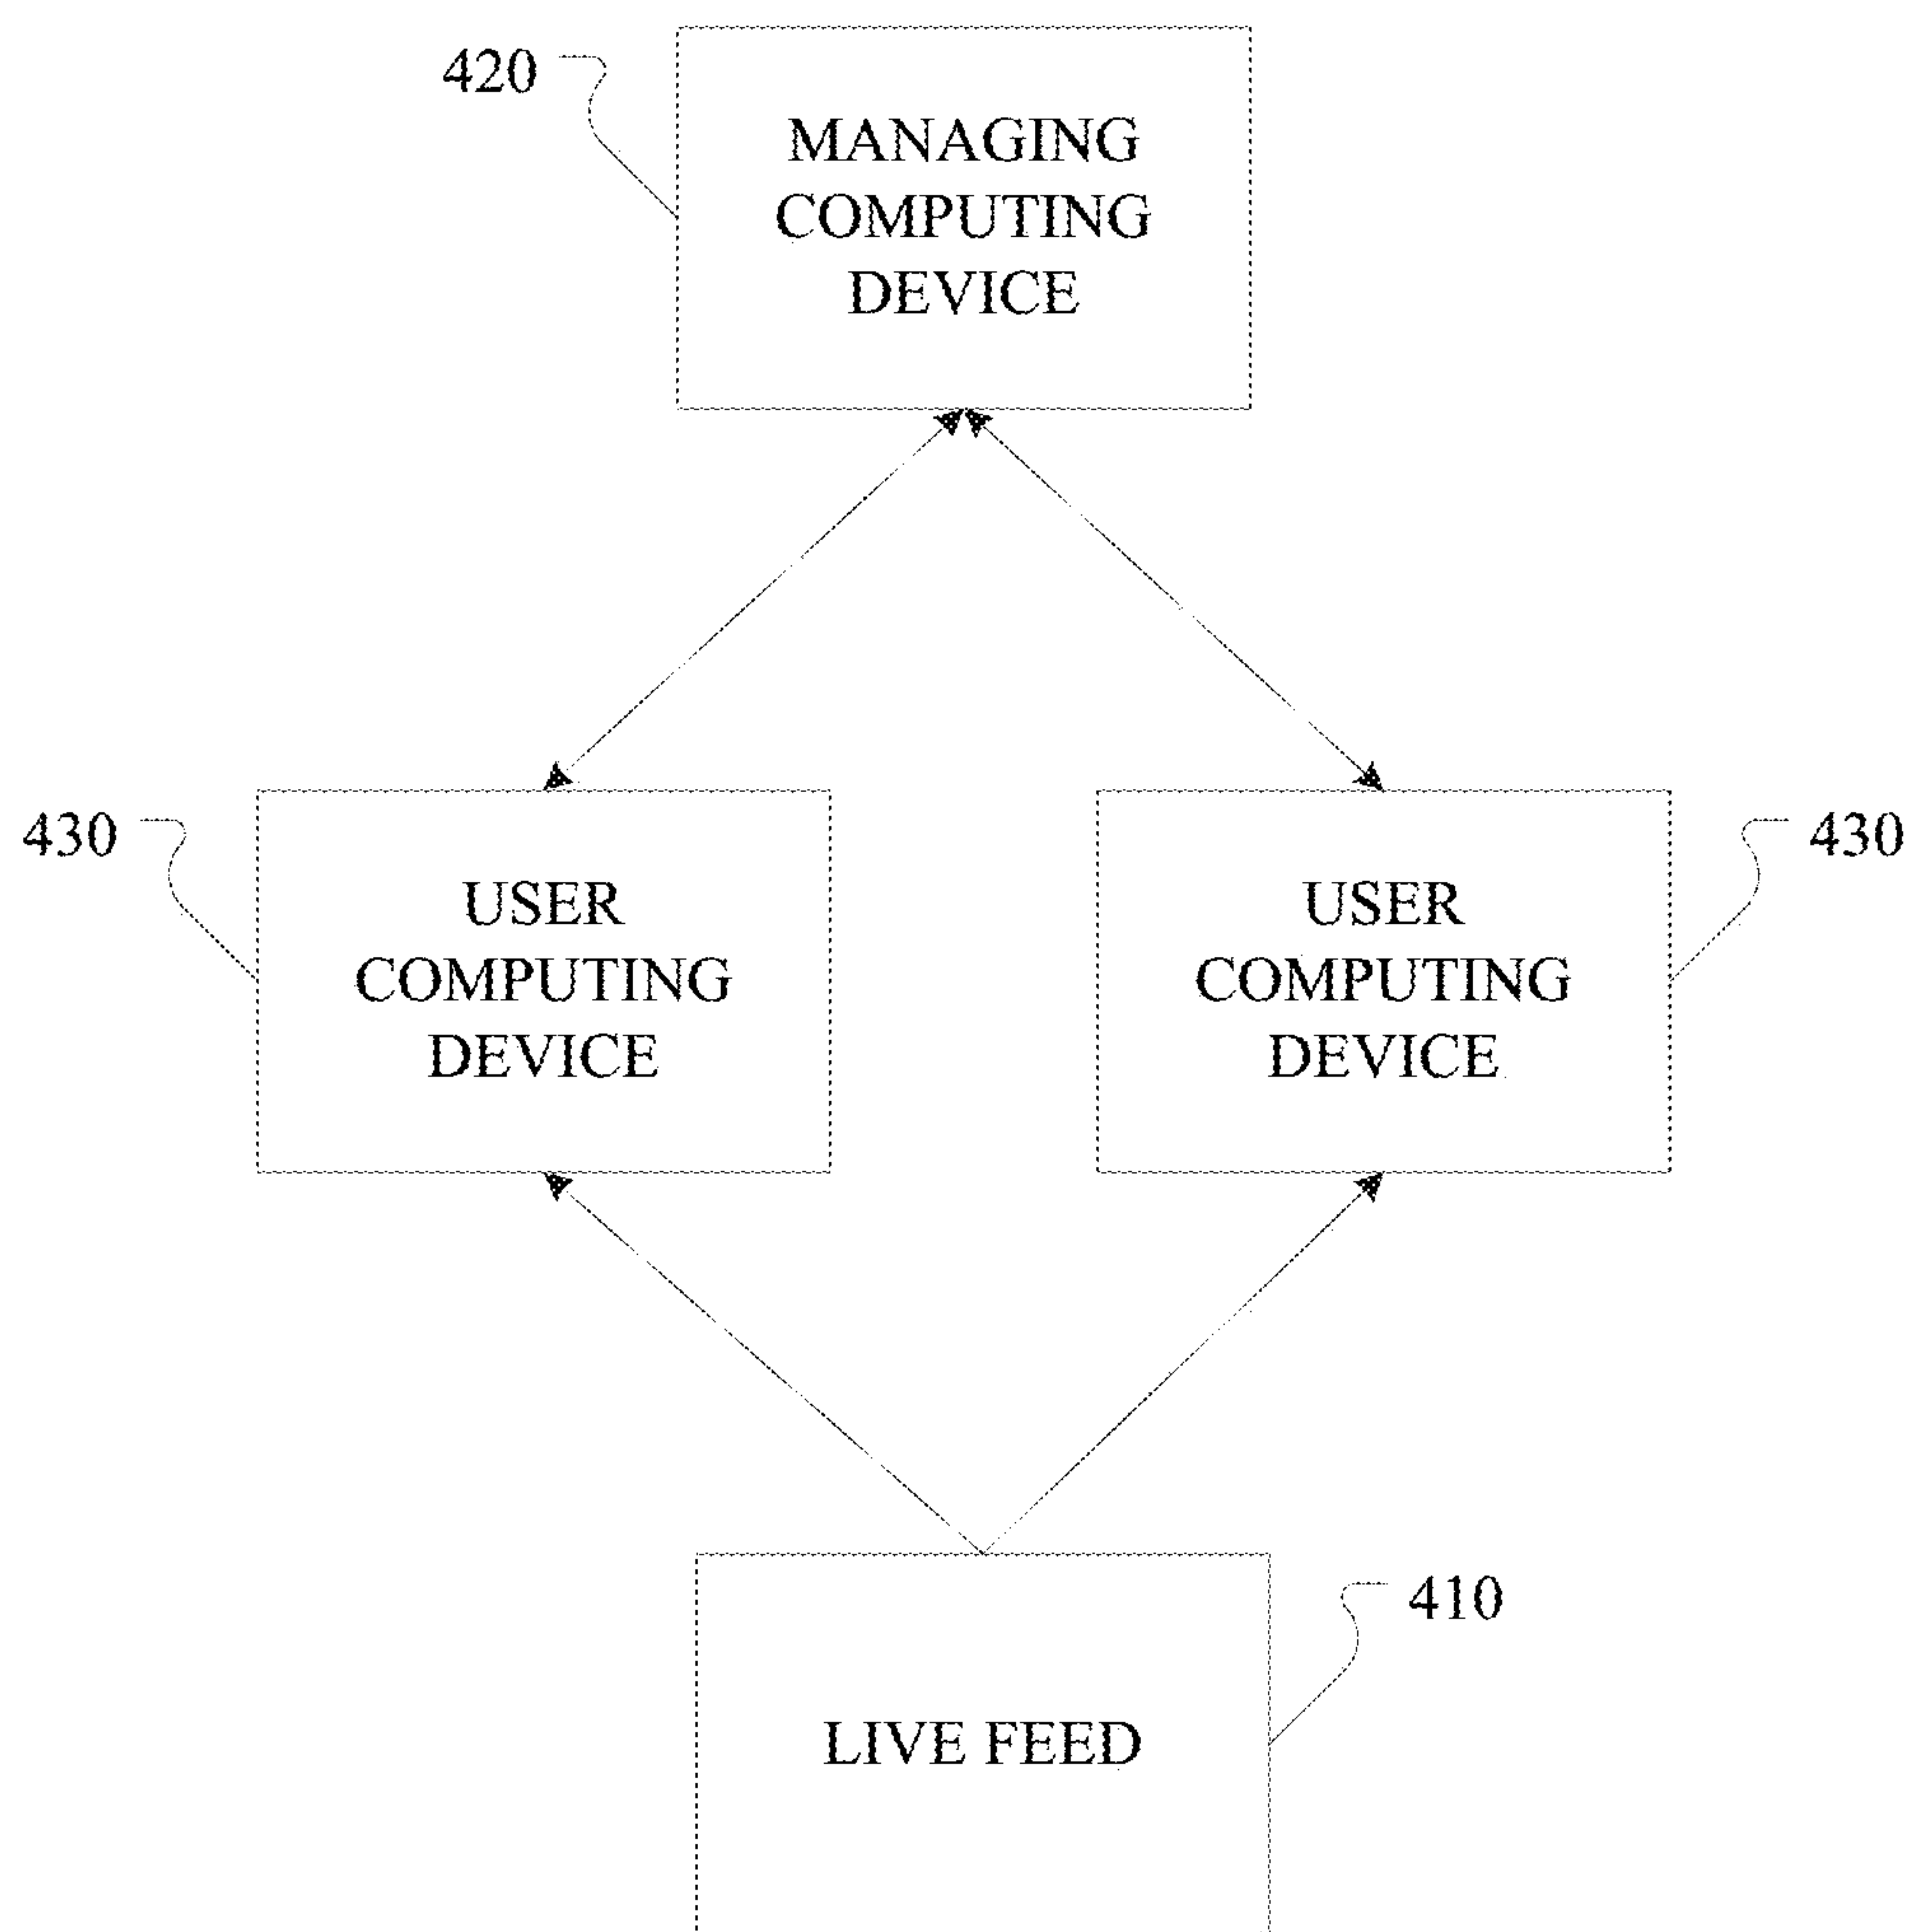 420
MANAGING
COMPUTING
DEVICE
430
USER
COMPUTING
DEVICE
USER
COMPUTING
DEVICE
430
410
LIVE FEED